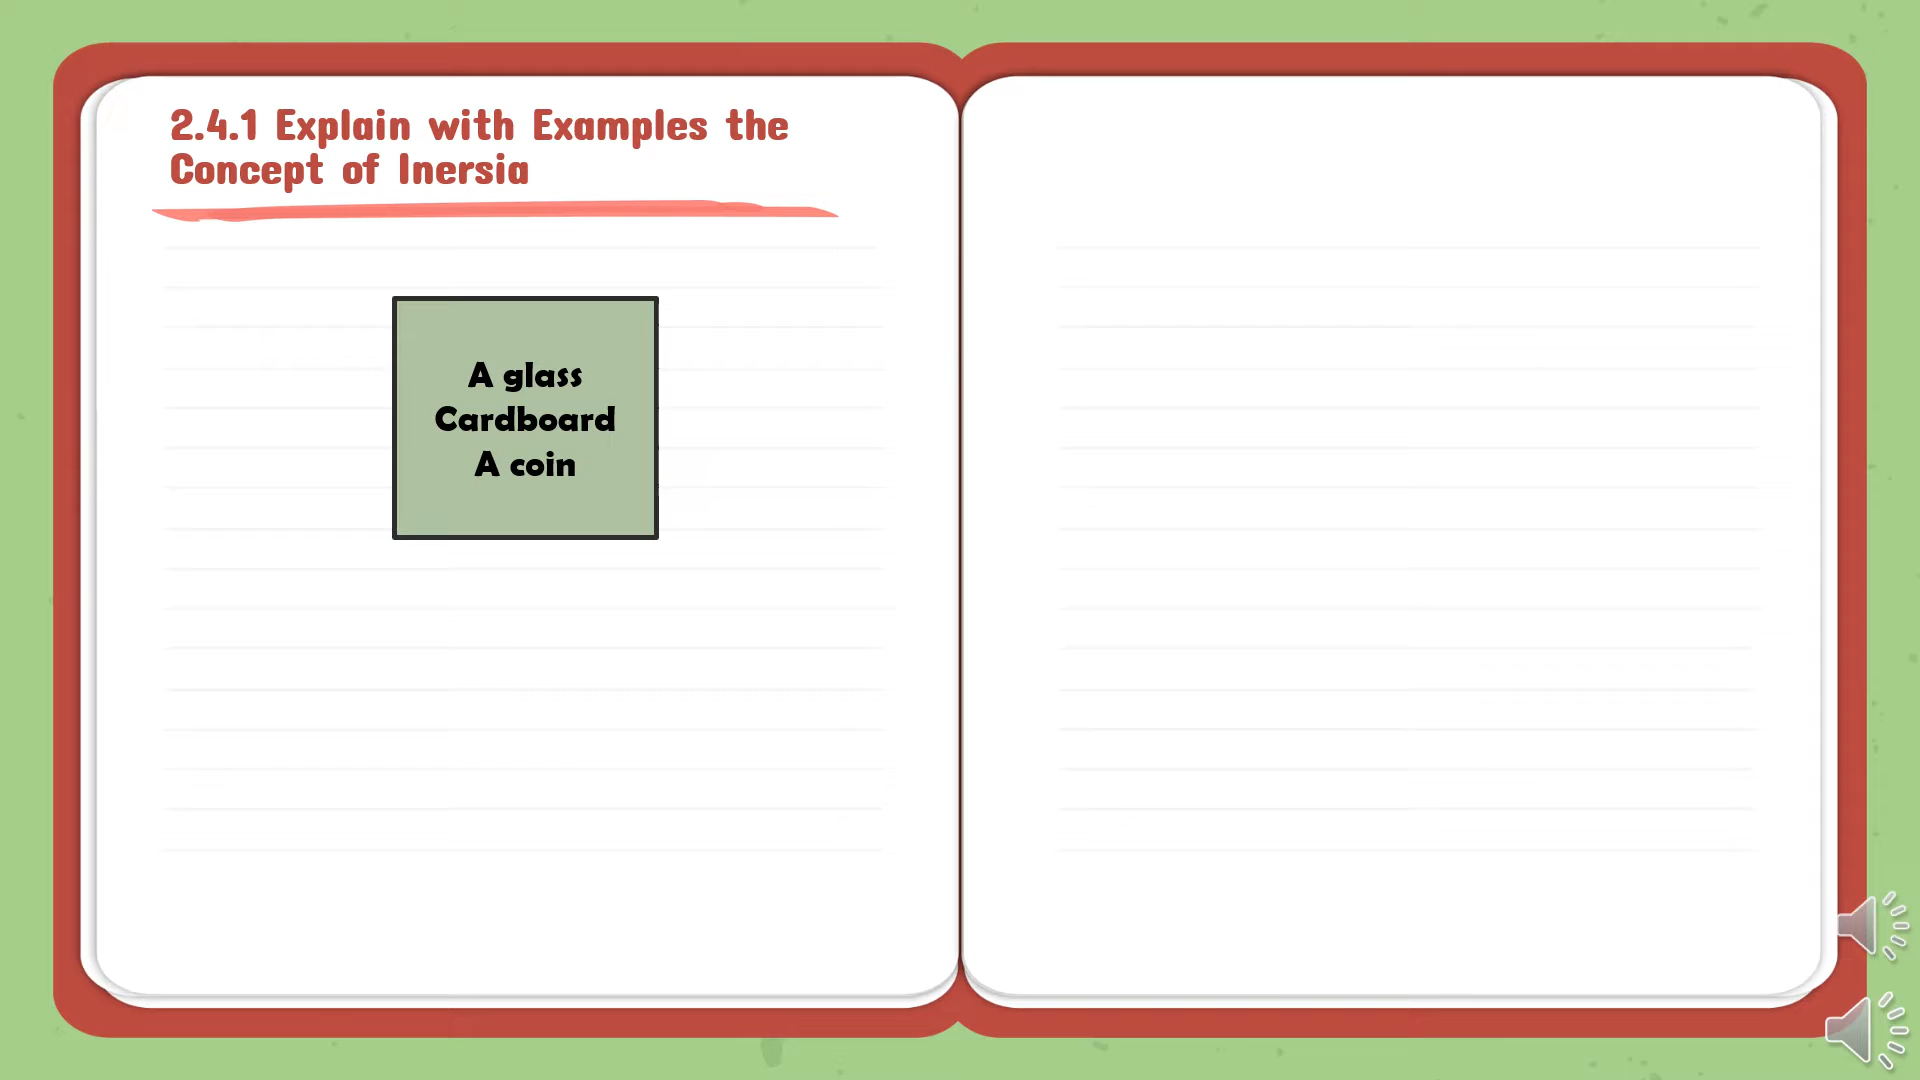 2.4.1 Explain with Examples the
Concept of Inersia
A glass
Cardboard
A coin